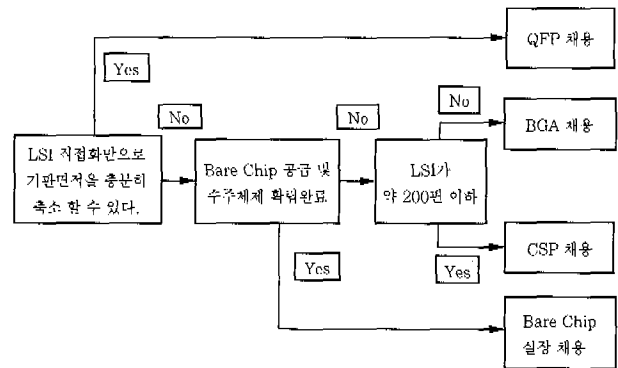 QFP 채용
Yes
No
No
No
BGA 채용
LSI 직접화만으로
기판면적을 충분히
축소 할 수 있다.
Bare Chip 공급 및
수주체제 확립완료
LSI가
약 200핀 이하
Yes
Yes
CSP 채용
Bare Chip
실장 채용